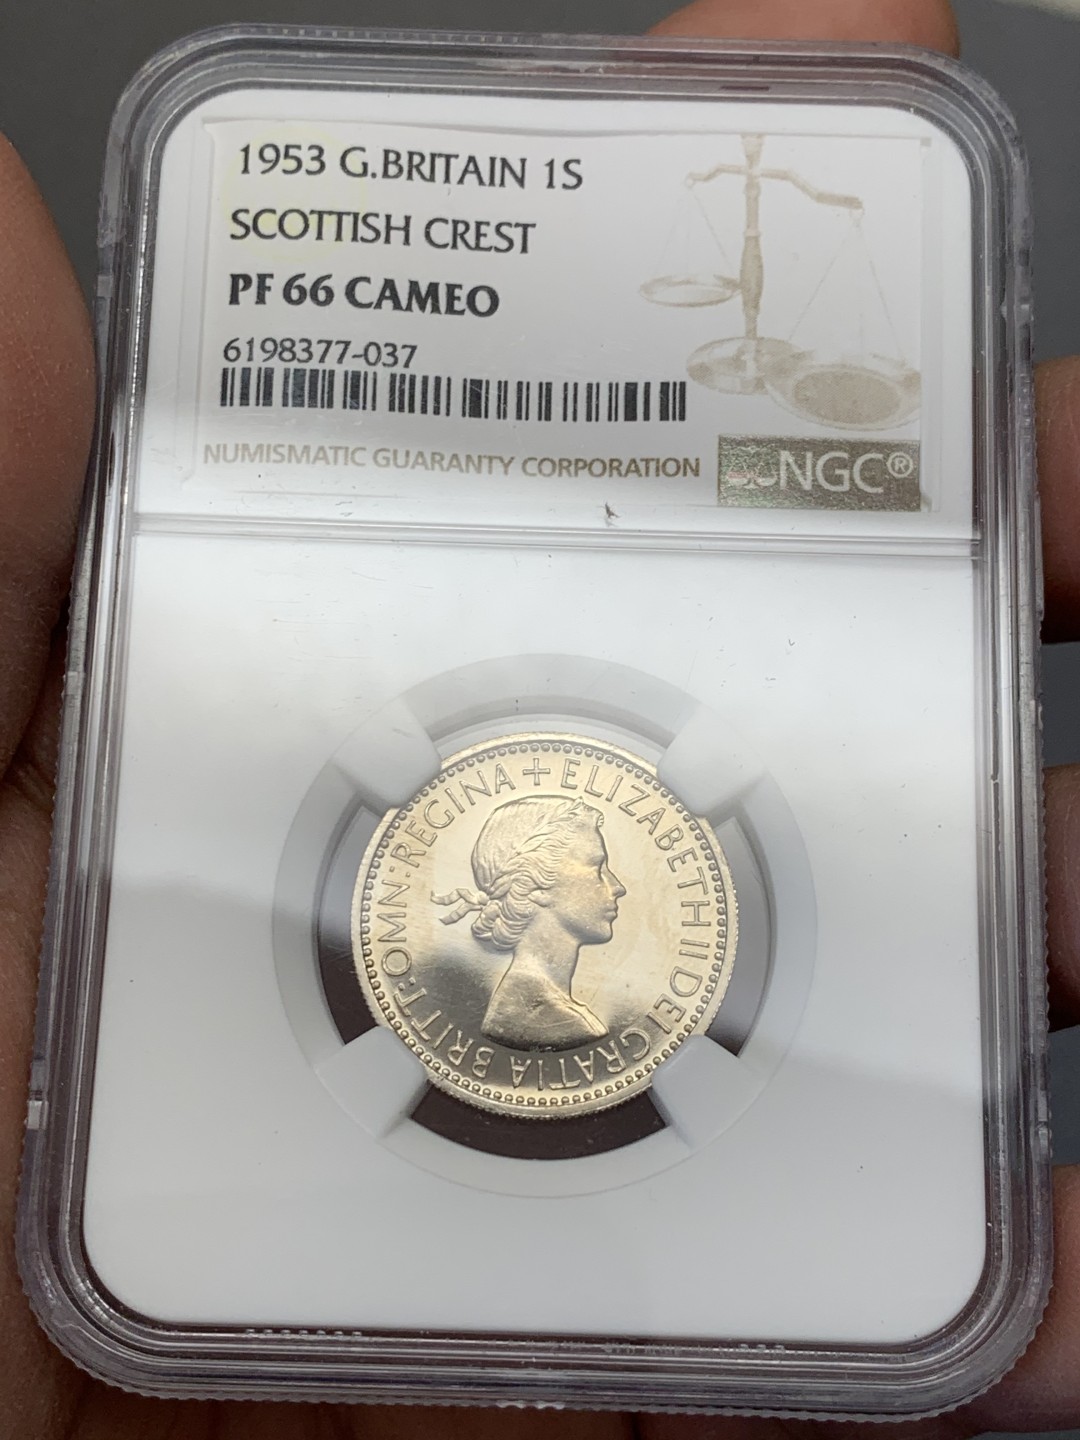 1953 G.BRITAIN 1S
SCOTTISH CREST
PF 66 CAMEO
6198377-037
NUMISMATIC GUARANTY CORPORATION
NGC®
+ ELIZABETH II DEI GRATIA BRITT:OMN:REGINA